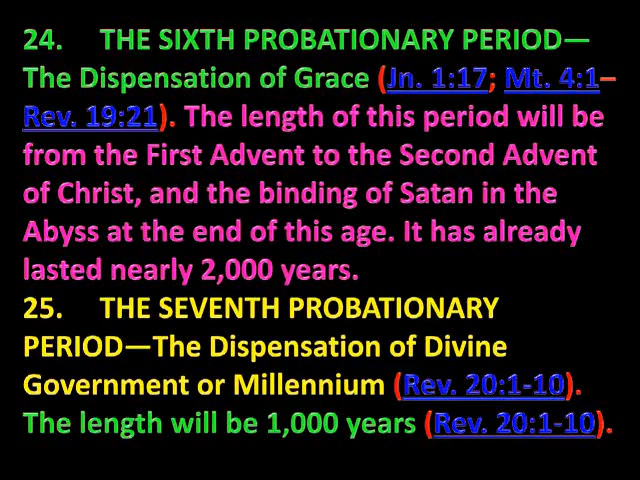 24. THE SIXTH PROBATIONARY PERIOD—
The Dispensation of Grace (Jn. 1:17; Mt. 4:1–
Rev. 19:21). The length of this period will be
from the First Advent to the Second Advent
of Christ, and the binding of Satan in the
Abyss at the end of this age. It has already
lasted nearly 2,000 years.
25. THE SEVENTH PROBATIONARY
PERIOD—The Dispensation of Divine
Government or Millennium (Rev. 20:1-10).
The length will be 1,000 years (Rev. 20:1-10).